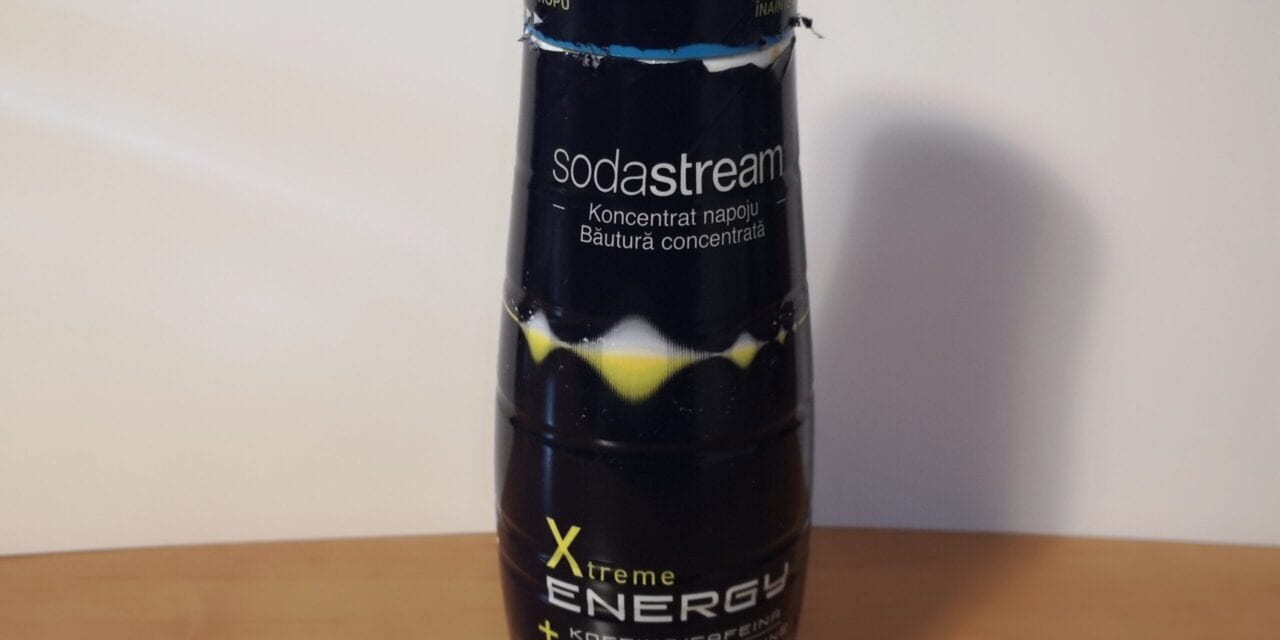 sodastream
Koncentrat napoju
Băutură concentrată
Xtreme
ENERGY
+